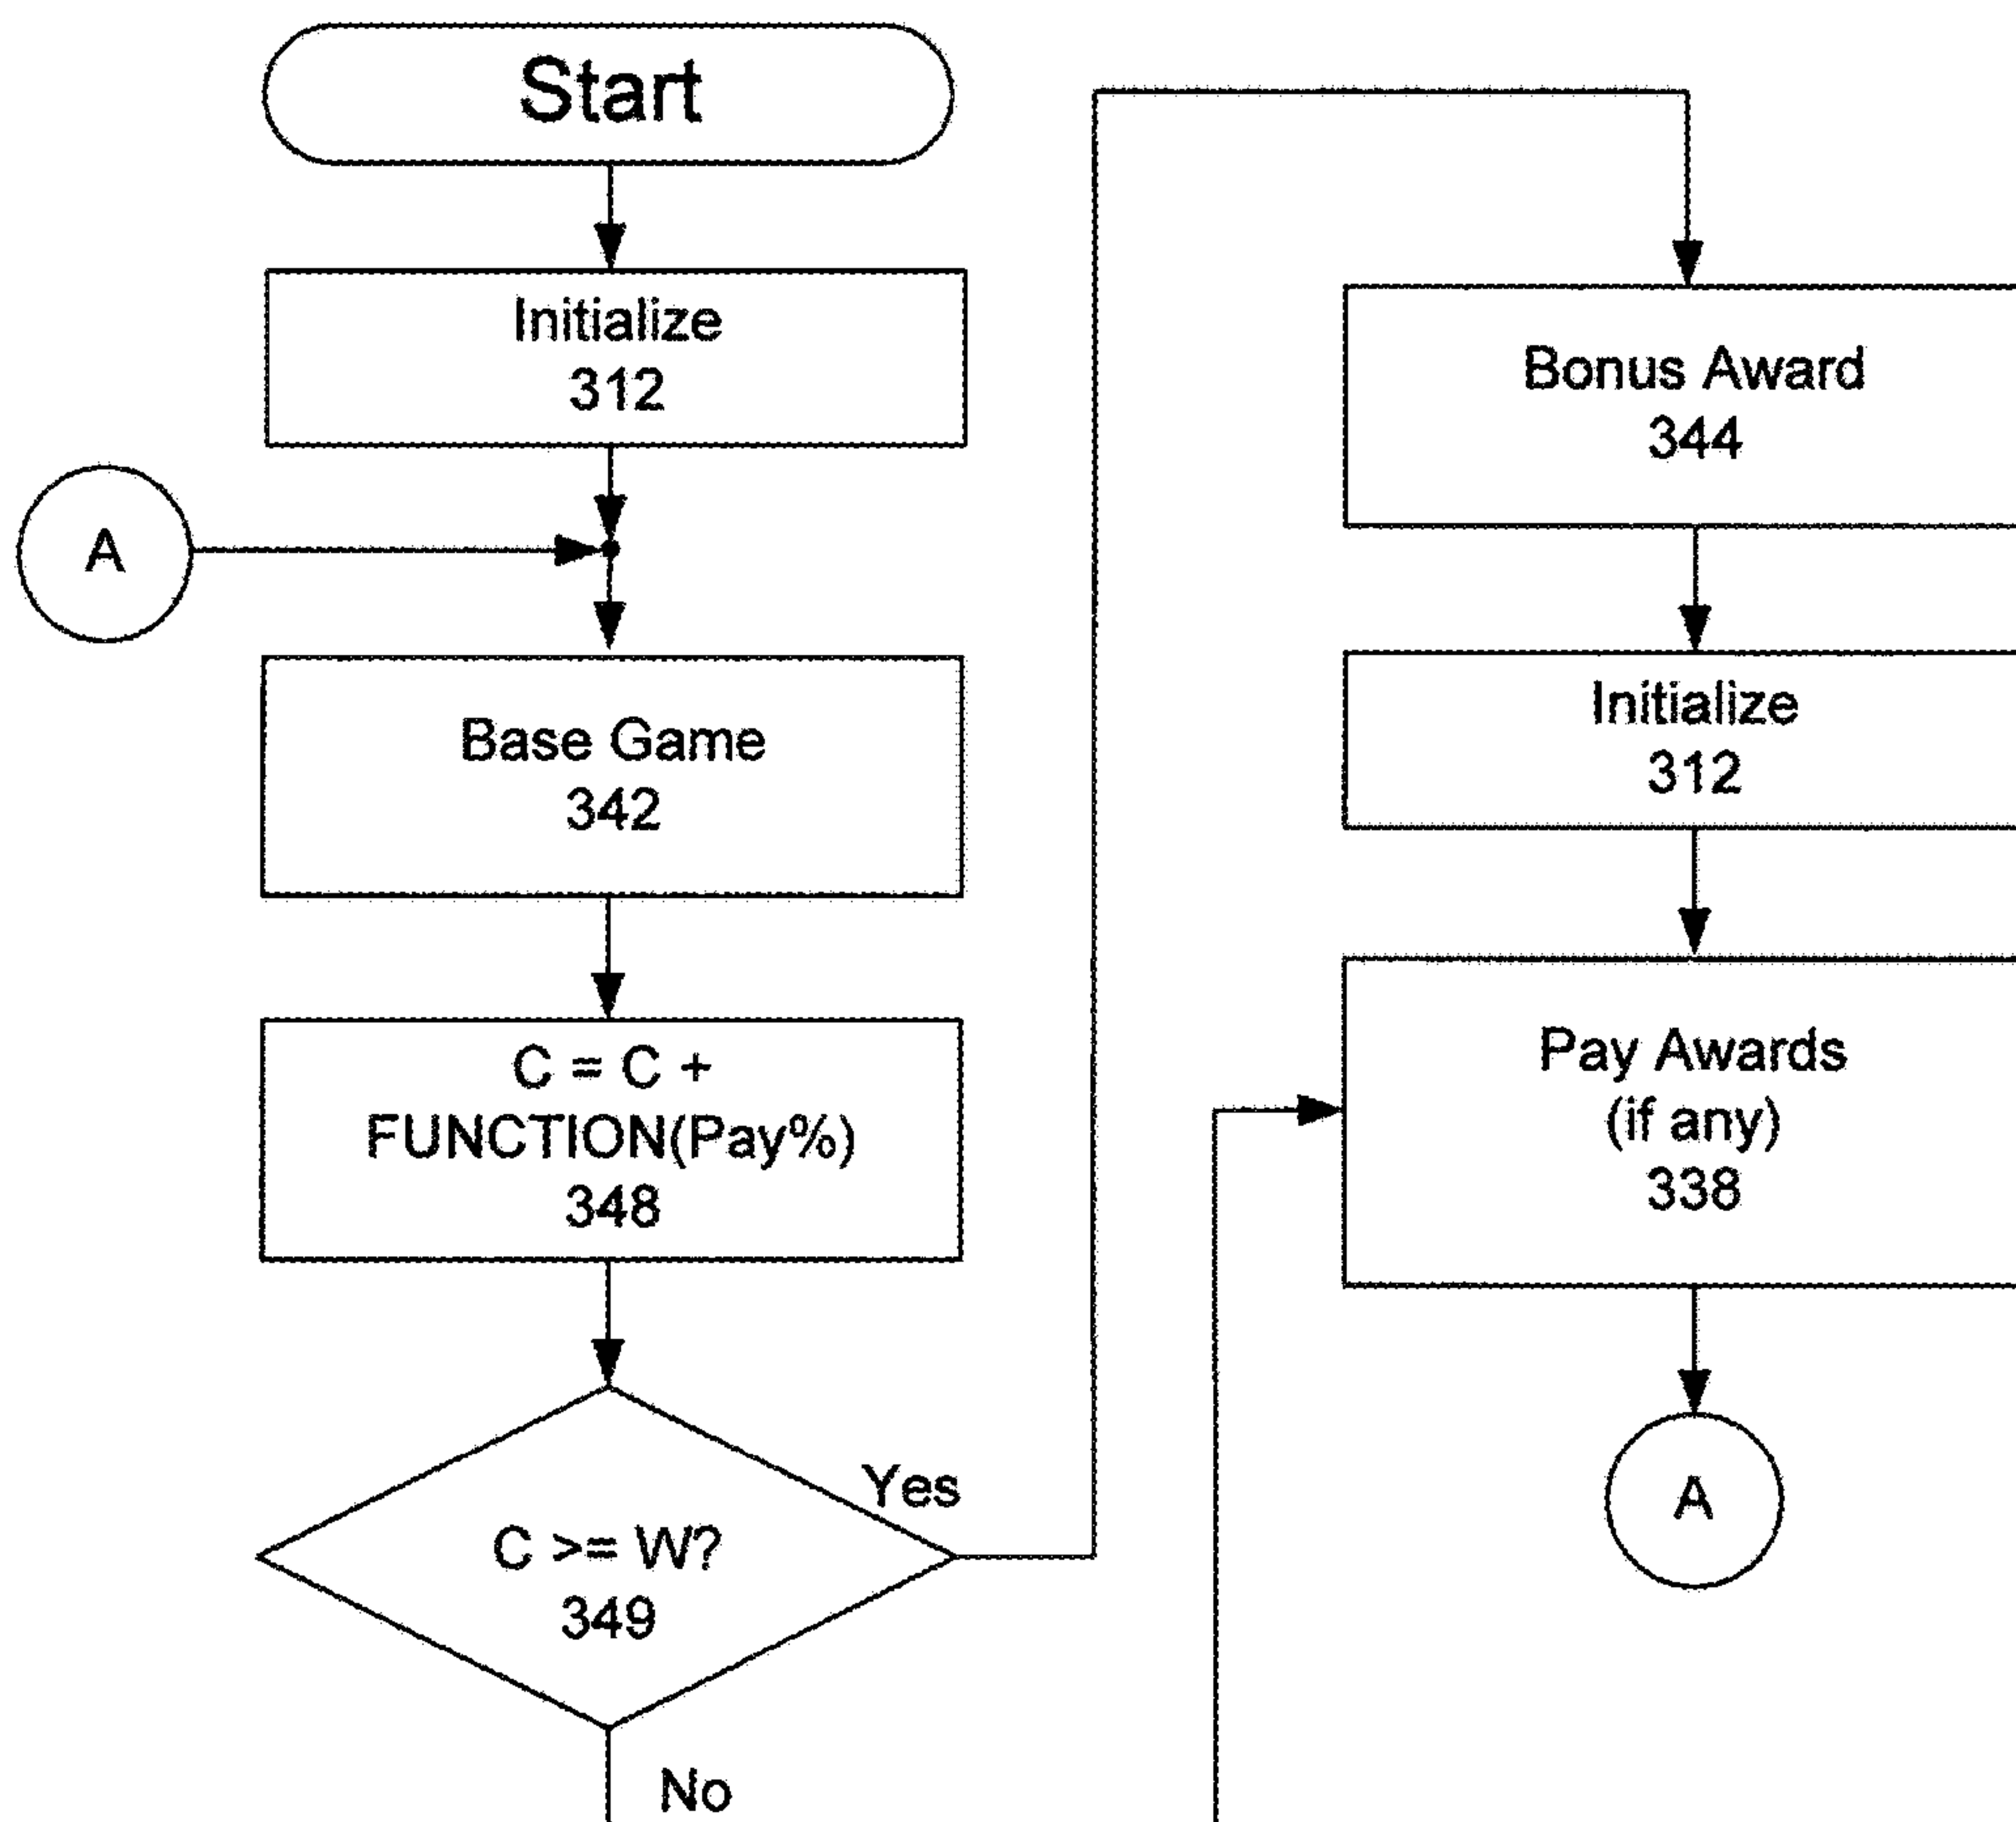 Start
Initialize
312
A
Base Game
342
C = C +
FUNCTION(Pay%)
348
Yes
C >= W?
349
No
Bonus Award
344
Initialize
312
Pay Awards
(if any)
338
A